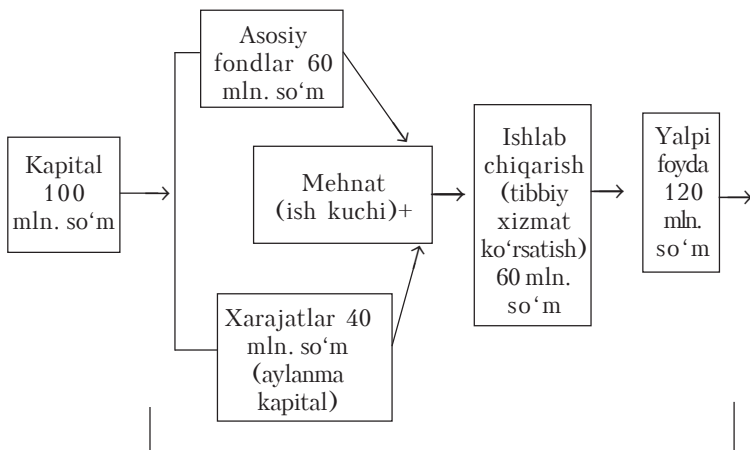 Kapital
100
mln. so‘m
Asosiy
fondlar 60
mln. so‘m
Mehnat
(ish kuchi)+
Xarajatlar 40
mln. so‘m
(aylanma
kapital)
Ishlab
chiqarish
(tibbiy
xizmat
ko‘rsatish)
60 mln.
so‘m
Yalpi
foyda
120
mln.
so‘m